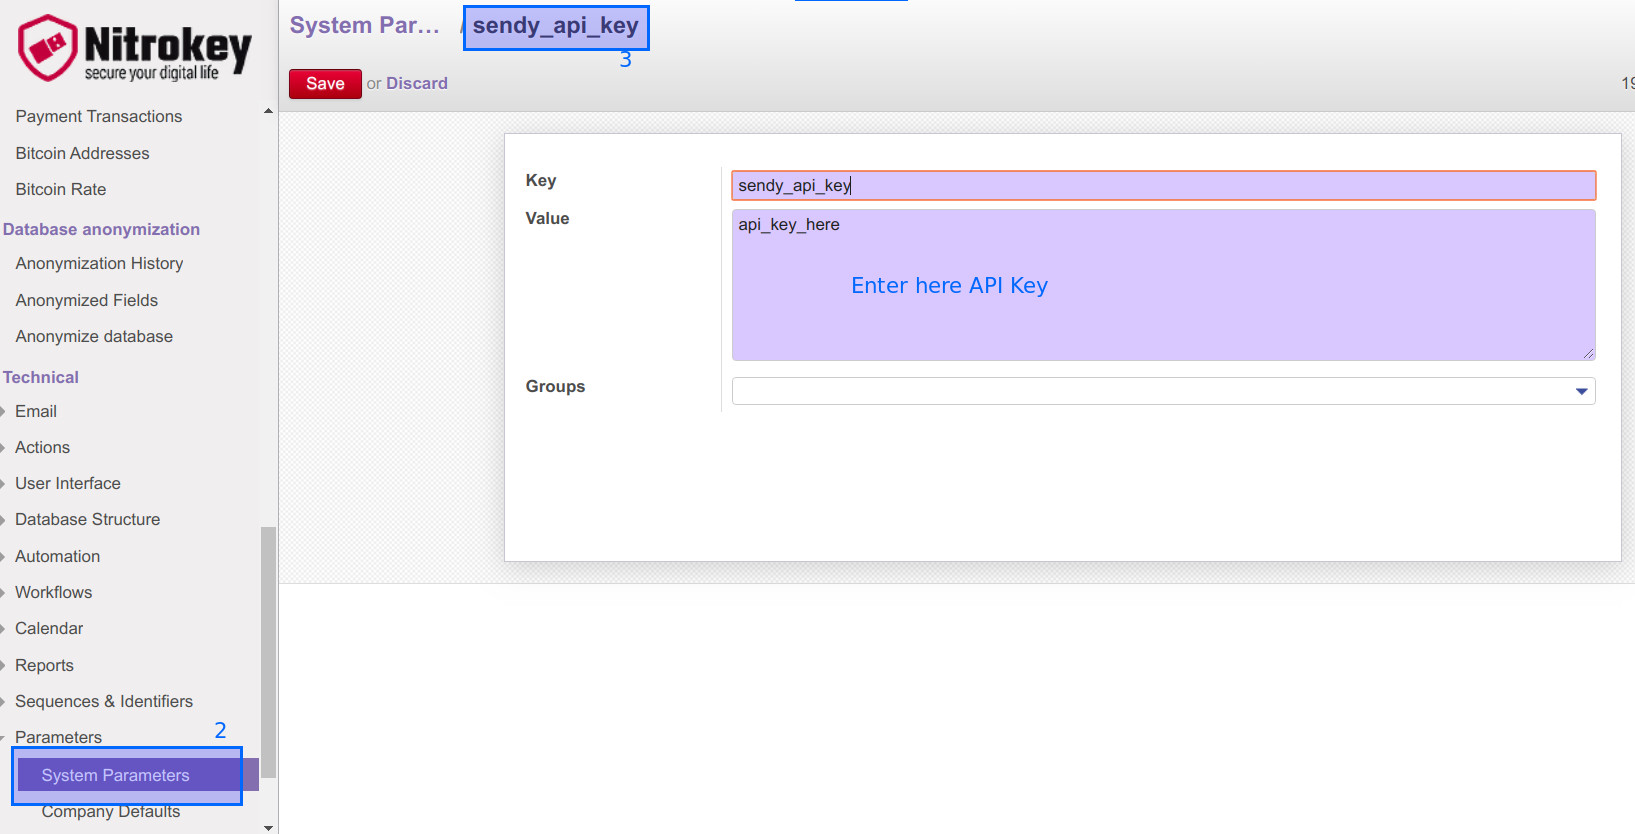 Nitrokey
secure your digital life
Payment Transactions
Bitcoin Addresses
Bitcoin Rate
Database anonymization
Anonymization History
Anonymized Fields
Anonymize database
Technical
Email
Actions
User Interface
Database Structure
Automation
Workflows
Calendar
Reports
Sequences & Identifiers
2
Parameters
System Parameters
Company Defaults
System Par... / sendy_api_key
3
Save or Discard
19
Key
sendy_api_key
Value
api_key_here
Enter here API Key
Groups